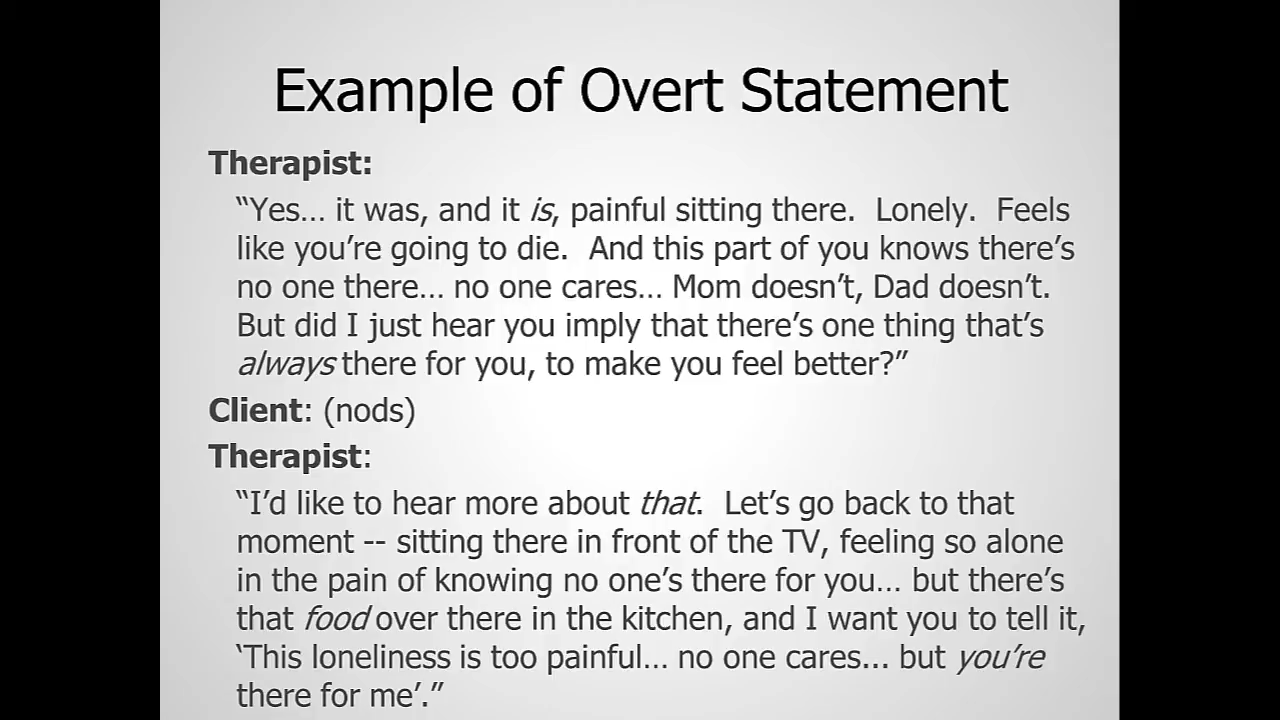 Example of Overt Statement
Therapist:
“Yes… it was, and it is, painful sitting there. Lonely. Feels
like you’re going to die. And this part of you knows there’s
no one there… no one cares… Mom doesn’t, Dad doesn’t.
But did I just hear you imply that there’s one thing that’s
always there for you, to make you feel better?”
Client: (nods)
Therapist:
“I’d like to hear more about that. Let’s go back to that
moment -- sitting there in front of the TV, feeling so alone
in the pain of knowing no one’s there for you… but there’s
that food over there in the kitchen, and I want you to tell it,
‘This loneliness is too painful… no one cares... but you’re
there for me’.”